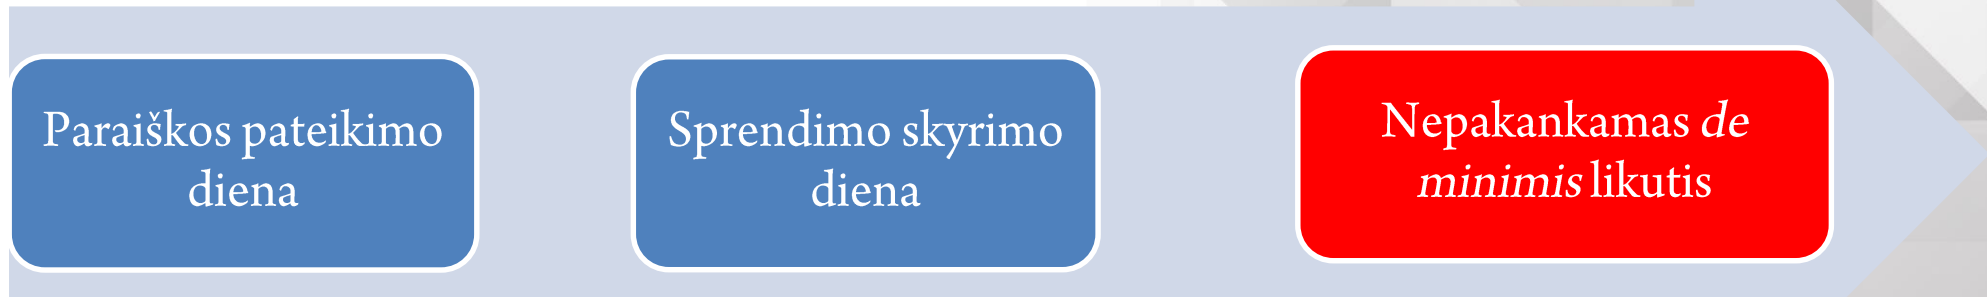 Paraiškos pateikimo
diena
Sprendimo skyrimo
diena
Nepakankamas de
minimis likutis